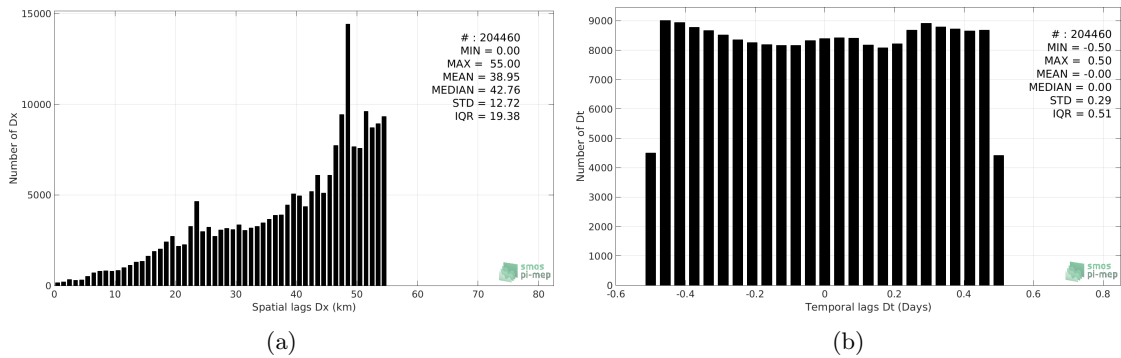 15000
10000
5000
0
0
10
20
30
40
50
60
70
80
Number of Dx
Spatial lags Dx (km)
# : 204460
MIN = 0.00
MAX = 55.00
MEAN = 38.95
MEDIAN = 42.76
STD = 12.72
IQR = 19.38
smos
pi-mep
(a)
9000
8000
7000
6000
5000
4000
3000
2000
1000
0
-0.6
-0.4
-0.2
0
0.2
0.4
0.6
0.8
Number of Dt
Temporal lags Dt (Days)
# : 204460
MIN = -0.50
MAX = 0.50
MEAN = -0.00
MEDIAN = 0.00
STD = 0.29
IQR = 0.51
smos
pi-mep
(b)